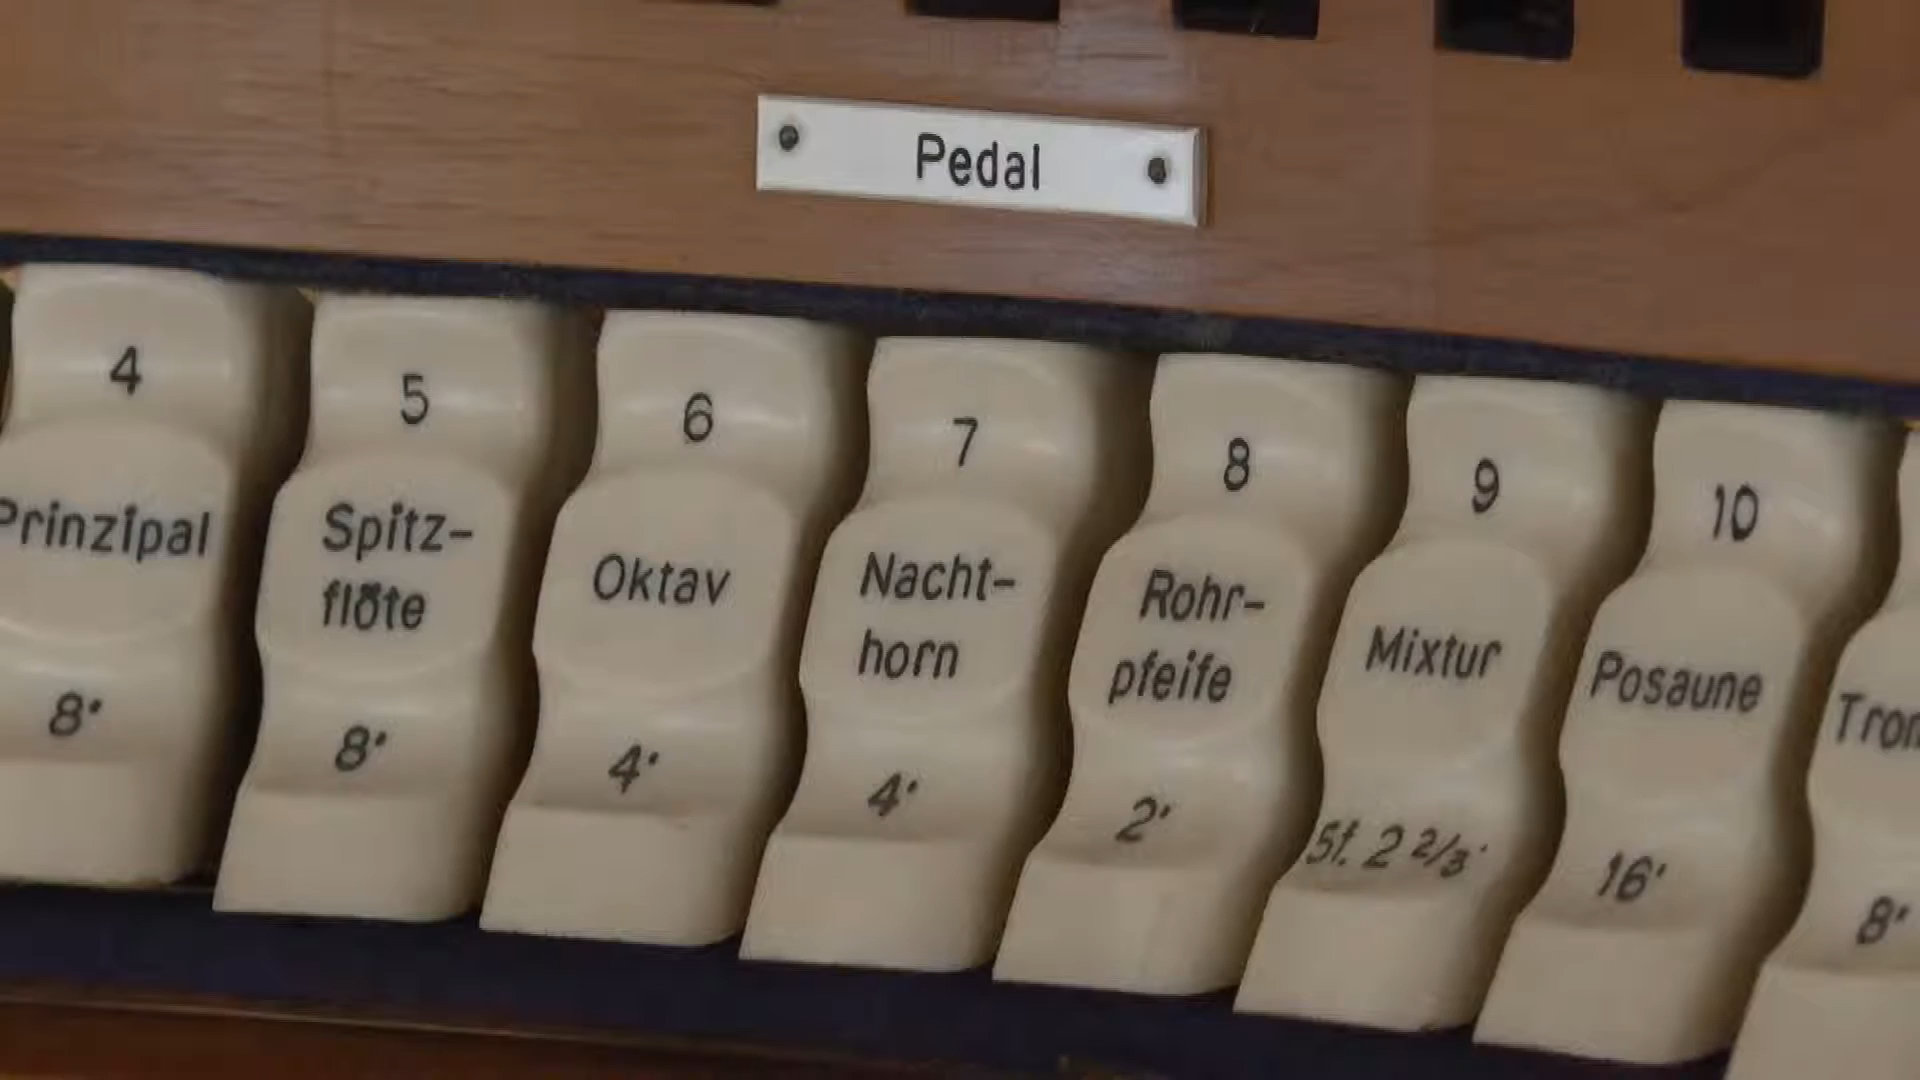 Pedal
4
Prinzipal
8'
5
Spitz-
flöte
8'
6
Oktav
4'
7
Nacht-
horn
4'
8
Rohr-
pfeife
2'
9
Mixtur
5f. 2 2/3'
10
Posaune
16'
8'